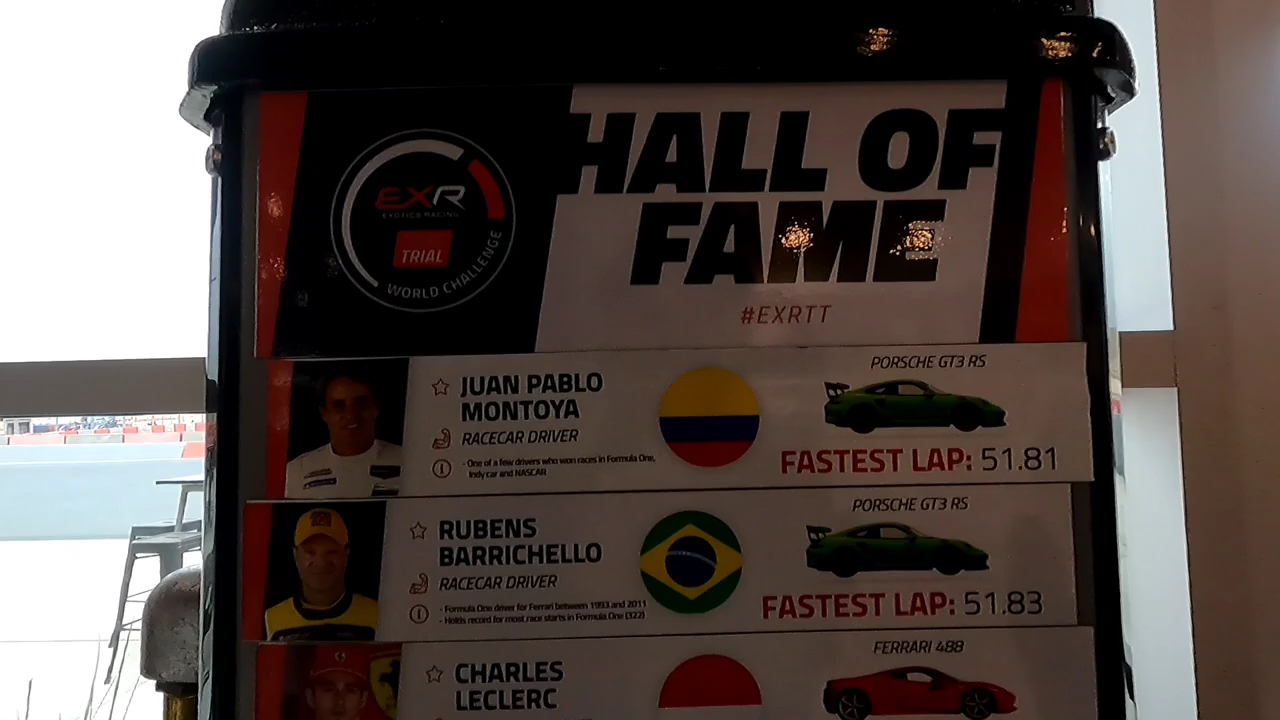 HALL OF
FAME
#EXRTT
EXR
EXOTICS RACING
TRIAL
WORLD CHALLENGE
JUAN PABLO
MONTOYA
RACECAR DRIVER
- One of a few drivers who won races in Formula One,
Indy car and NASCAR
PORSCHE GT3 RS
FASTEST LAP: 51.81
RUBENS
BARRICHELLO
RACECAR DRIVER
- Formula One driver for Ferrari between 1993 and 2011
- Holds record for most race starts in Formula One (322)
PORSCHE GT3 RS
FASTEST LAP: 51.83
CHARLES
LECLERC
FERRARI 488